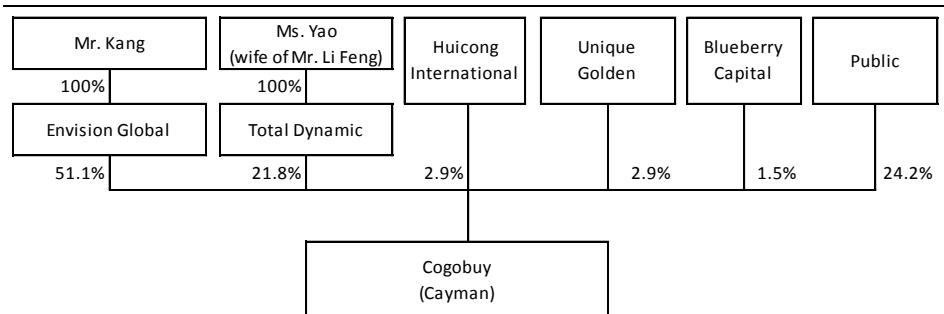 Mr. Kang
Ms. Yao
(wife of Mr. Li Feng)
Huicong
International
Unique
Golden
Blueberry
Capital
Public
100%
100%
Envision Global
Total Dynamic
51.1%
21.8%
2.9%
2.9%
1.5%
24.2%
Cogobuy
(Cayman)